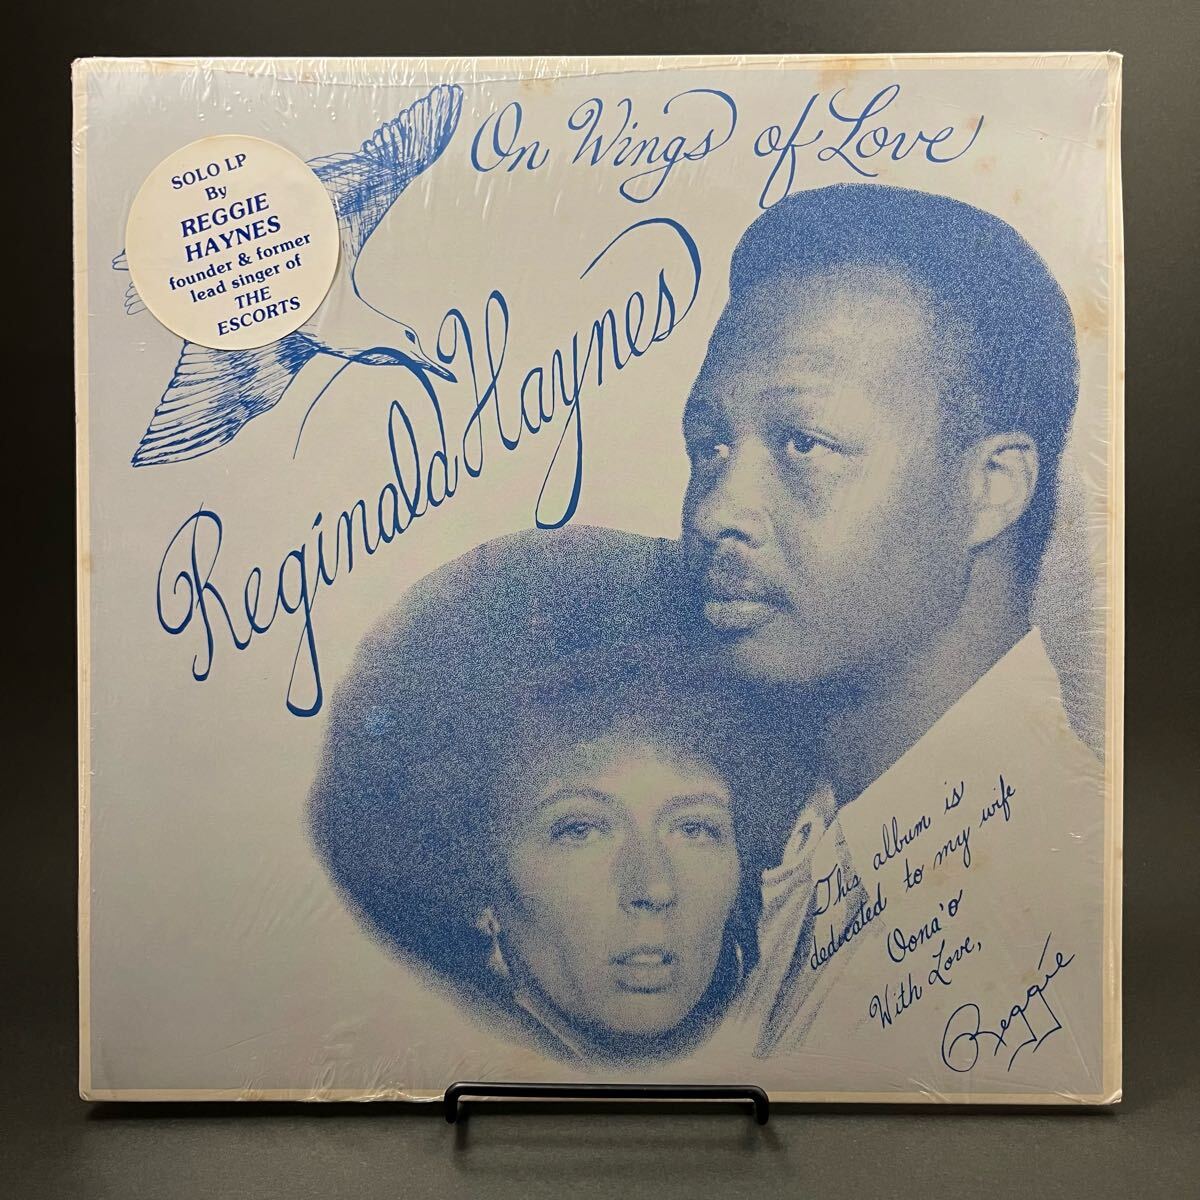 On Wings of Love
SOLO LP
By
REGGIE
HAYNES
founder & former
lead singer of
THE
ESCORTS
Reginald Haynes
This album is
dedicated to my wife
Oona'o
With Love,
Reggie